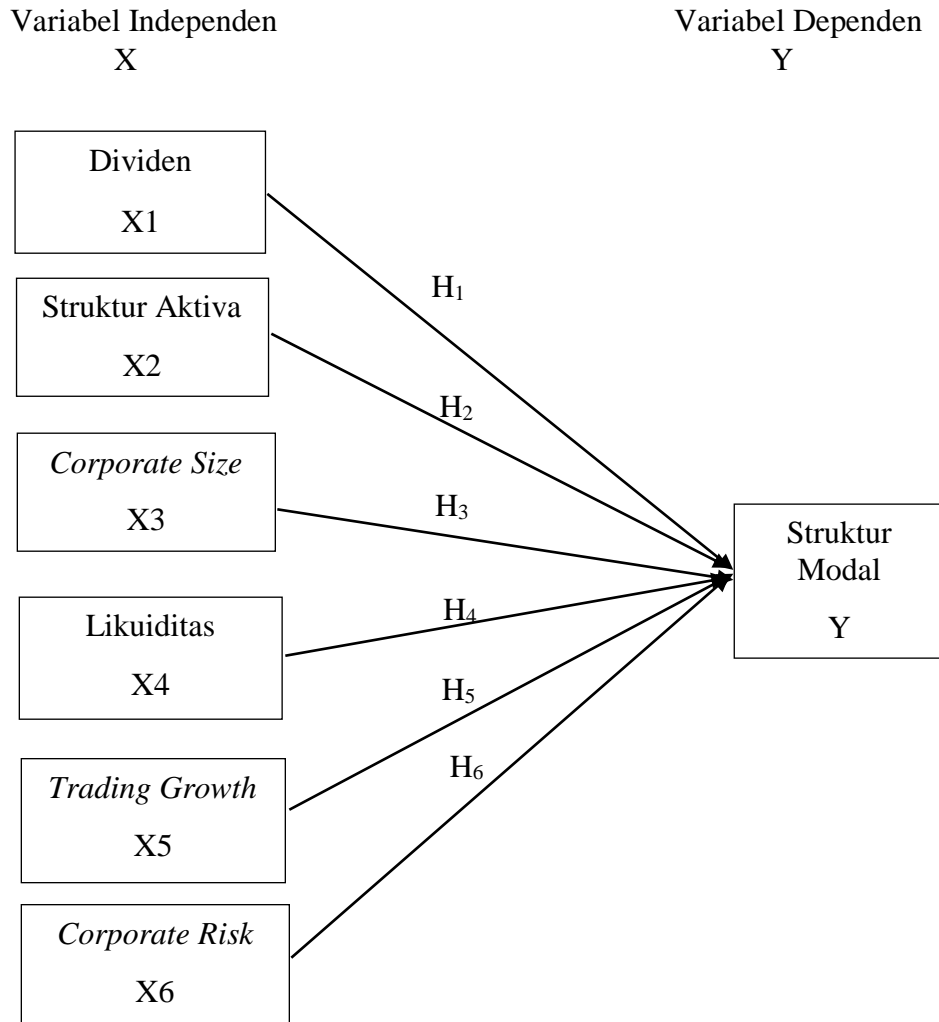 Variabel Independen
X
Variabel Dependen
Y
Dividen
X1
Struktur Aktiva
X2
Corporate Size
X3
Likuiditas
X4
Trading Growth
X5
Corporate Risk
X6
H₁
H₂
H₃
H₄
H₅
H₆
Struktur
Modal
Y